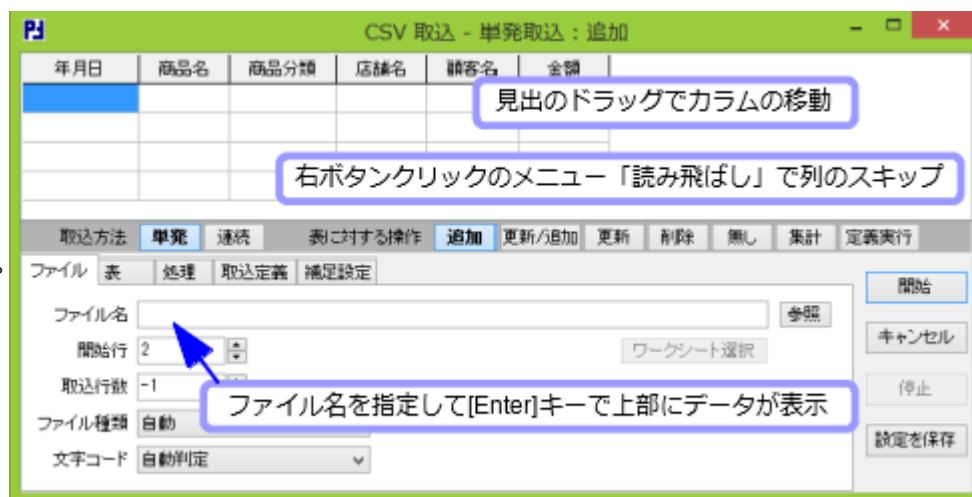 CSV 取込 - 単発取込：追加
年月日 商品名 商品分類 店舗名 顧客名 金額
見出のドラッグでカラムの移動
右ボタンクリックのメニュー「読み飛ばし」で列のスキップ
取込方法 単発 連続 表に対する操作 追加 更新/追加 更新 削除 無し 集計 定義実行
ファイル 表 処理 取込定義 補足設定
開始
ファイル名 参照
キャンセル
開始行 2 ワークシート選択
取込行数 -1
停止
ファイル名を指定して[Enter]キーで上部にデータが表示
ファイル種類 自動
設定を保存
文字コード 自動判定